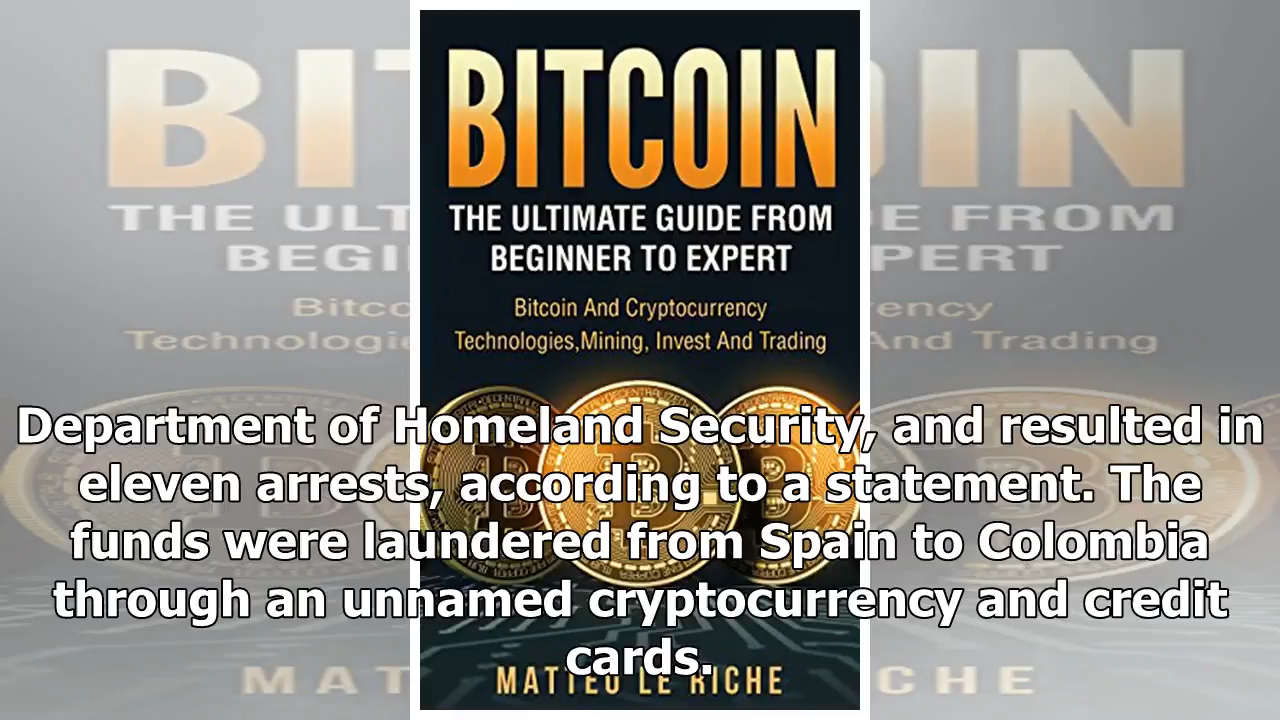 BITCOIN
THE ULTIMATE GUIDE FROM
BEGINNER TO EXPERT
Bitcoin And Cryptocurrency
Technologies,Mining, Invest And Trading
Department of Homeland Security, and resulted in
eleven arrests, according to a statement. The
funds were laundered from Spain to Colombia
through an unnamed cryptocurrency and credit
cards.
MATTEO LE RICHE